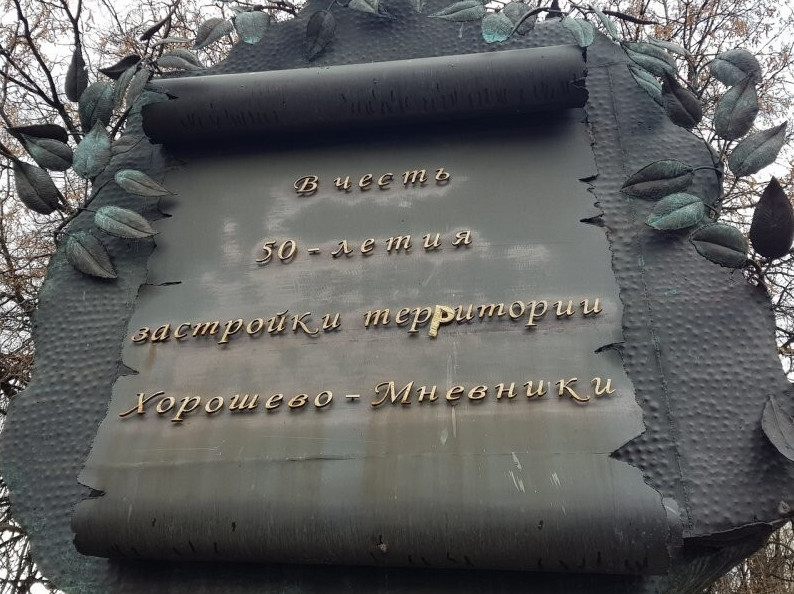 В честь
50-летия
застройки территории
Хорошево-Мневники